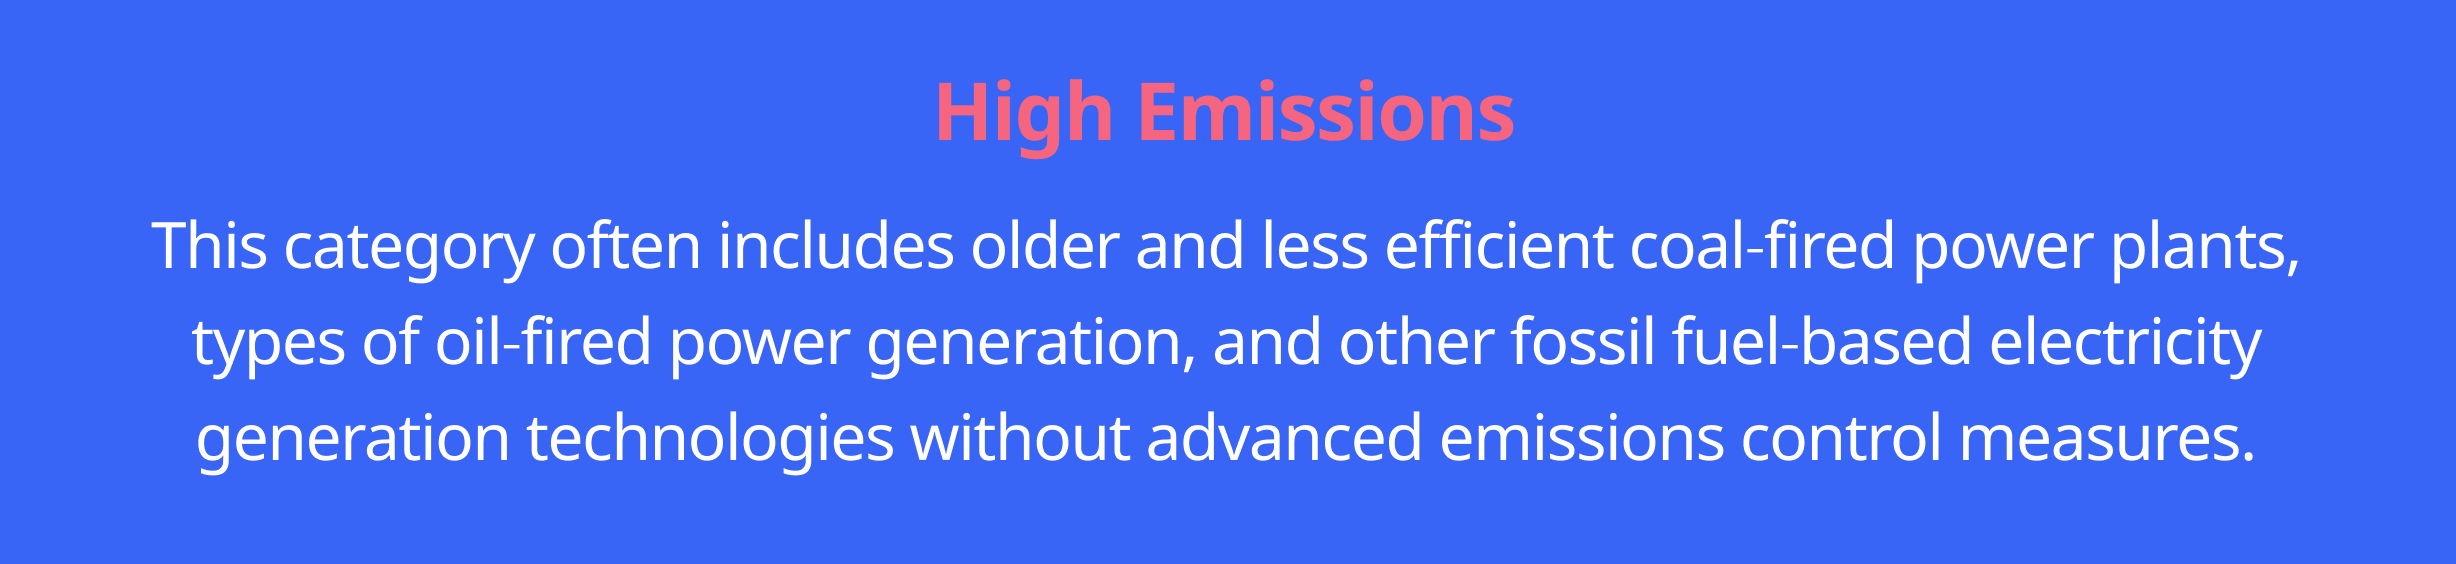 High Emissions
This category often includes older and less efficient coal-fired power plants,
types of oil-fired power generation, and other fossil fuel-based electricity
generation technologies without advanced emissions control measures.